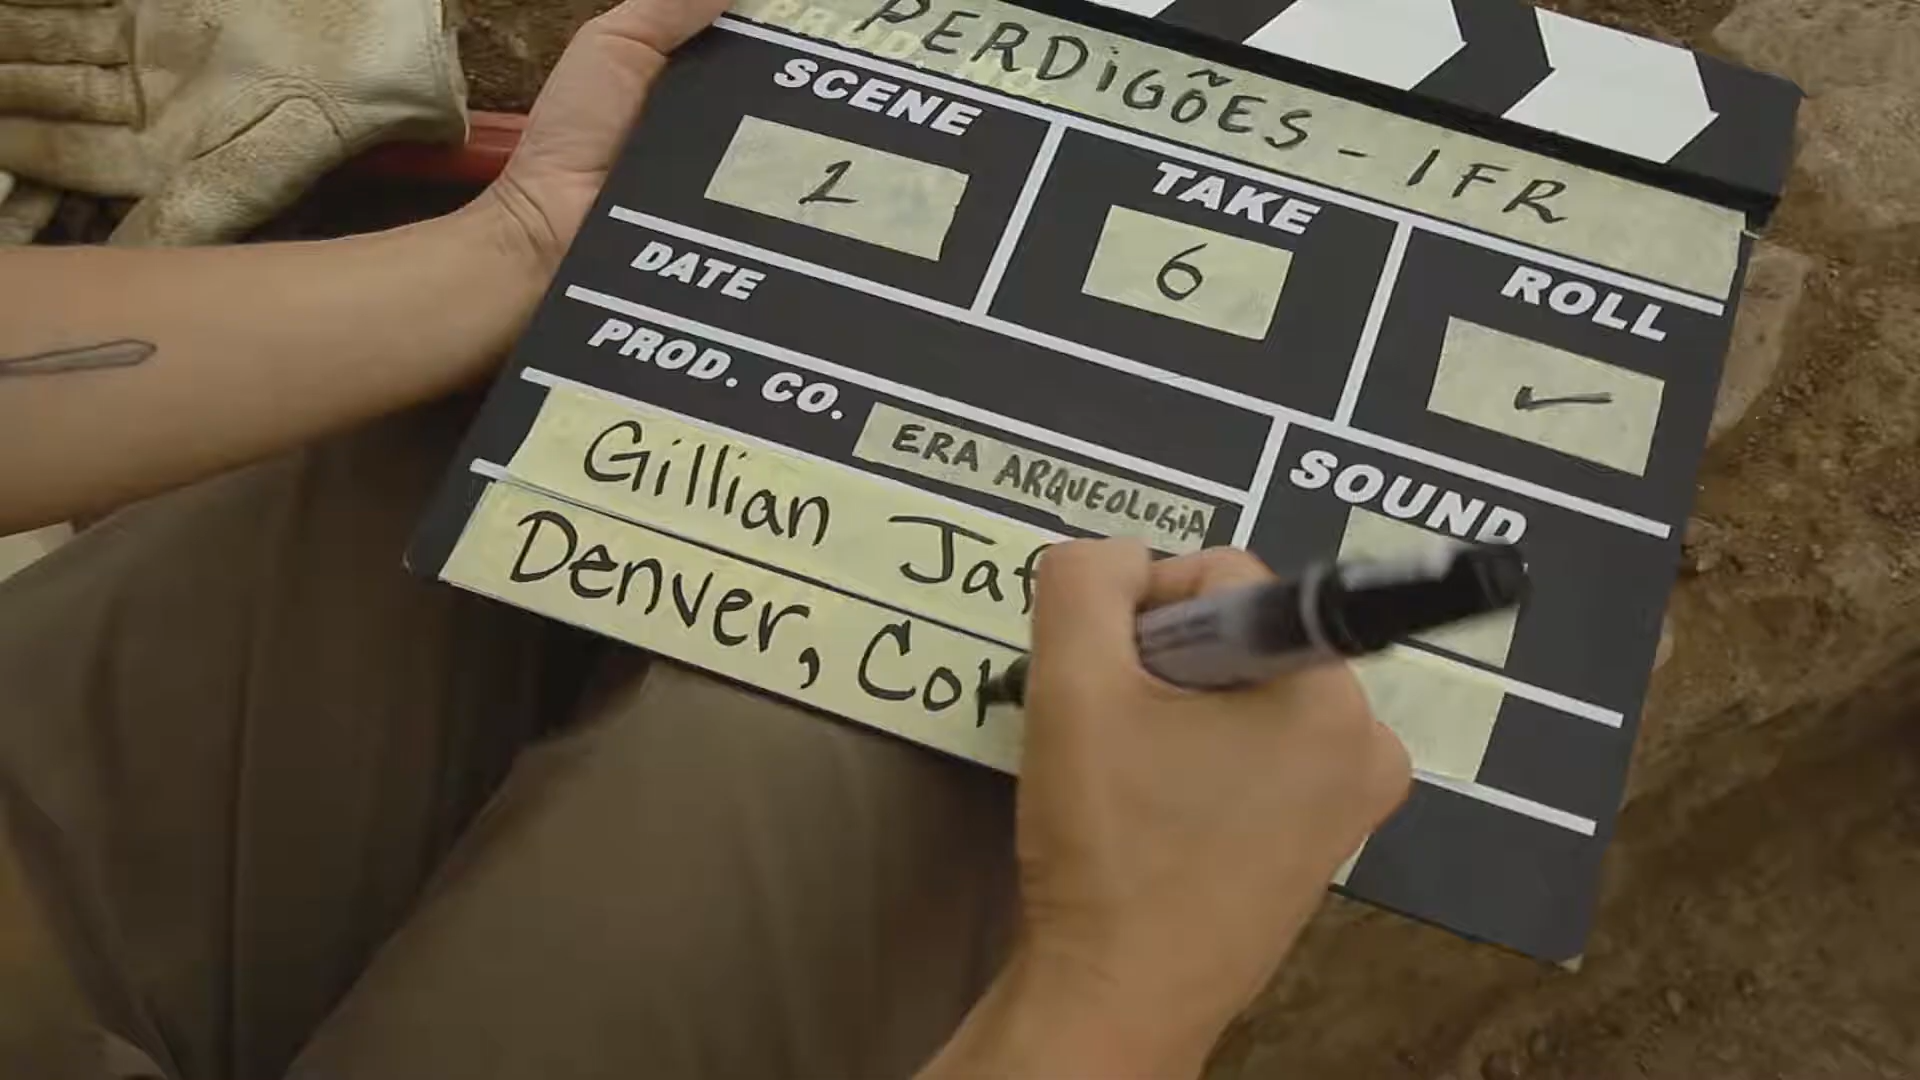 PERDIGÕES - IFR
SCENE
TAKE
ROLL
1
6
DATE
PROD. CO.
ERA ARQUEOLOGIA
SOUND
Gillian
Denver,